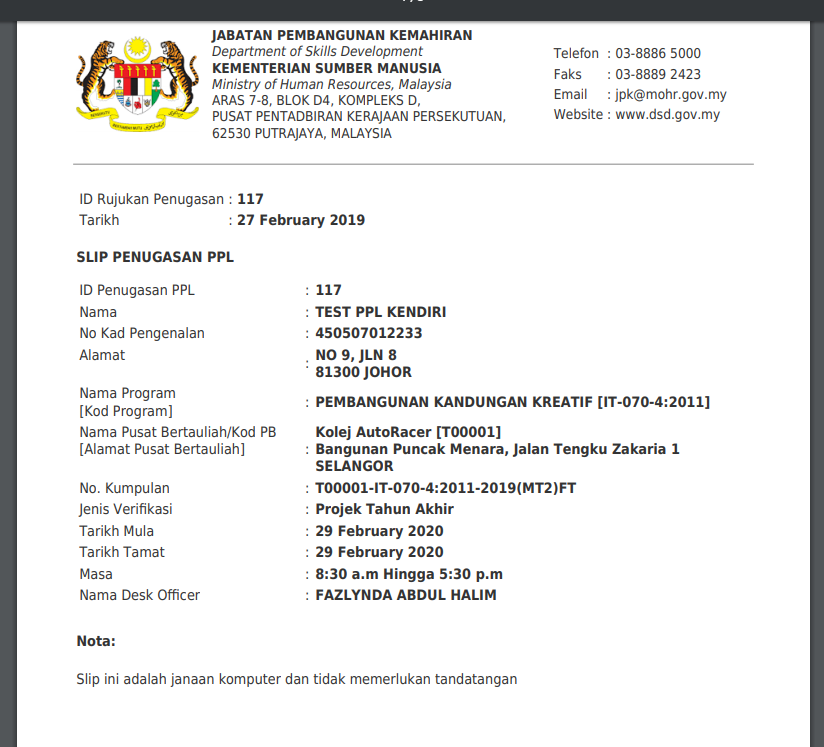 JABATAN PEMBANGUNAN KEMAHIRAN
Department of Skills Development
KEMENTERIAN SUMBER MANUSIA
Ministry of Human Resources, Malaysia
ARAS 7-8, BLOK D4, KOMPLEKS D,
PUSAT PENTADBIRAN KERAJAAN PERSEKUTUAN,
62530 PUTRAJAYA, MALAYSIA
Telefon : 03-8886 5000
Faks : 03-8889 2423
Email : jpk@mohr.gov.my
Website : www.dsd.gov.my
ID Rujukan Penugasan : 117
Tarikh : 27 February 2019
SLIP PENUGASAN PPL
ID Penugasan PPL : 117
Nama : TEST PPL KENDIRI
No Kad Pengenalan : 450507012233
Alamat : NO 9, JLN 8
81300 JOHOR
Nama Program
[Kod Program] : PEMBANGUNAN KANDUNGAN KREATIF [IT-070-4:2011]
Nama Pusat Bertauliah/Kod PB Kolej AutoRacer [T00001]
[Alamat Pusat Bertauliah] : Bangunan Puncak Menara, Jalan Tengku Zakaria 1
SELANGOR
No. Kumpulan : T00001-IT-070-4:2011-2019(MT2)FT
Jenis Verifikasi : Projek Tahun Akhir
Tarikh Mula : 29 February 2020
Tarikh Tamat : 29 February 2020
Masa : 8:30 a.m Hingga 5:30 p.m
Nama Desk Officer : FAZLYNDA ABDUL HALIM
Nota:
Slip ini adalah janaan komputer dan tidak memerlukan tandatangan